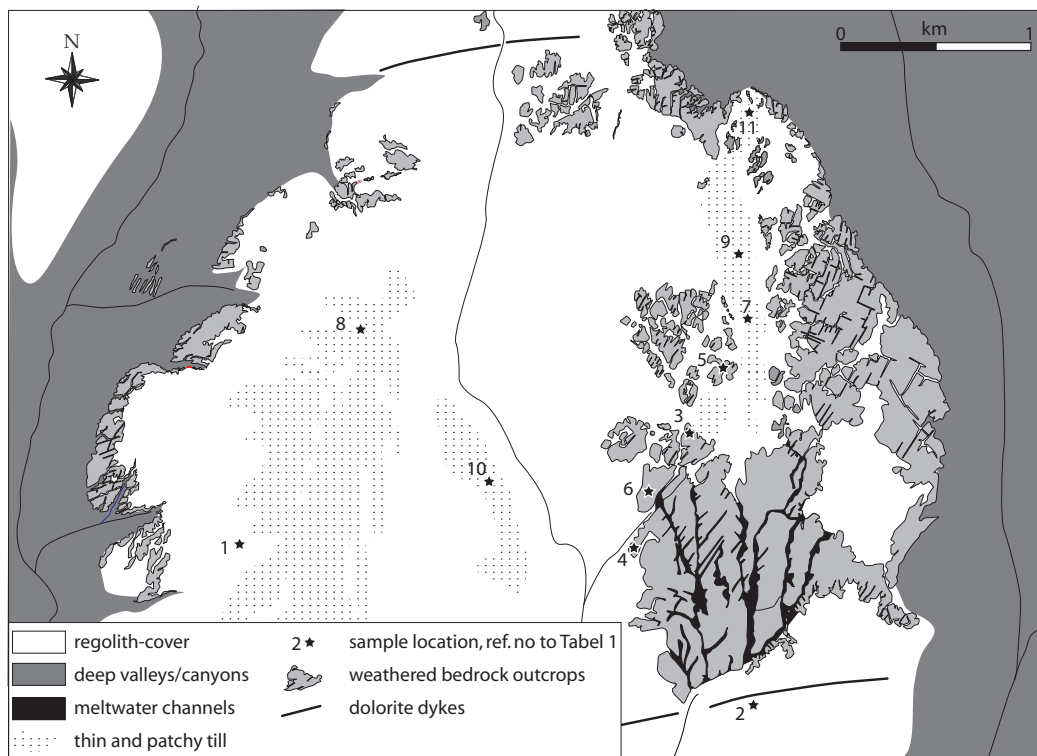 N
km
0 1
11
9
8
7
5
3
10
6
1
4
2
regolith-cover
2 sample location, ref. no to Tabel 1
deep valleys/canyons
weathered bedrock outcrops
meltwater channels
dolorite dykes
thin and patchy till